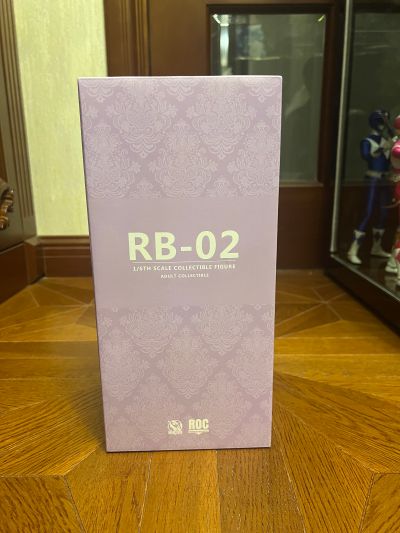 RB-02
1/6TH SCALE COLLECTIBLE FIGURE
ADULT COLLECTIBLE
ROC